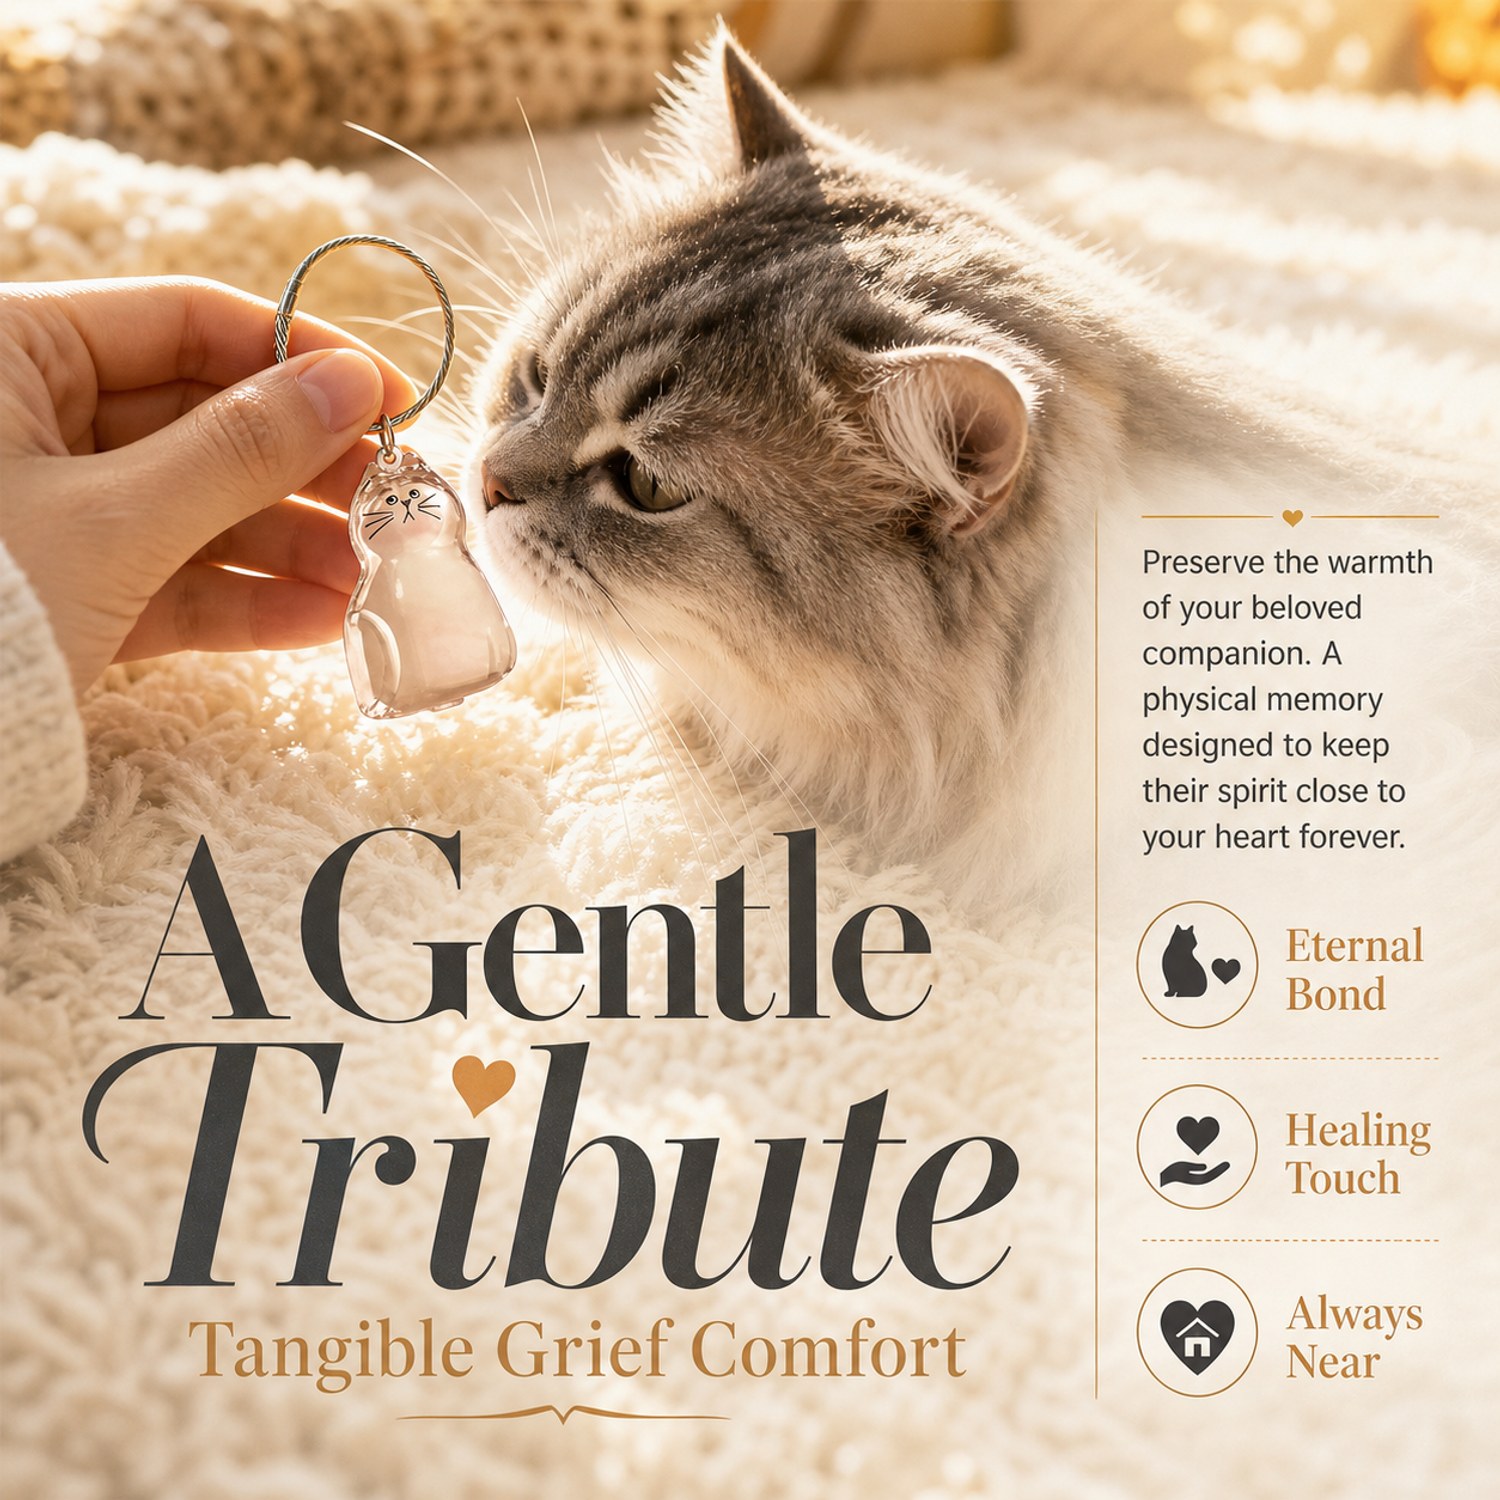 A Gentle
Tribute
Tangible Grief Comfort
Preserve the warmth
of your beloved
companion. A
physical memory
designed to keep
their spirit close to
your heart forever.
Eternal
Bond
Healing
Touch
Always
Near